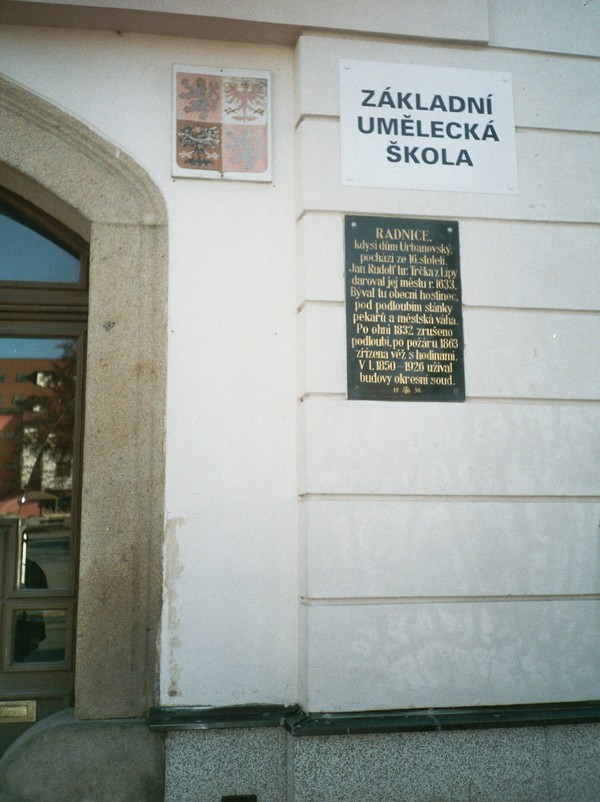 ZÁKLADNÍ
UMĚLECKÁ
ŠKOLA
RADNICE,
kdysi dům Urbanovský,
pochází ze 16. století.
Jan Rudolf hr. Trčka z Lípy
daroval jej městu r. 1633.
Býval tu obecní hostinec,
pod podloubím stánky
pekařů a městská váha.
Po ohni 1832 zrušeno
podloubí, po požáru 1863
zřízena věž s hodinami.
V l. 1850 - 1926 užíval
budovy okresní soud.
19 36